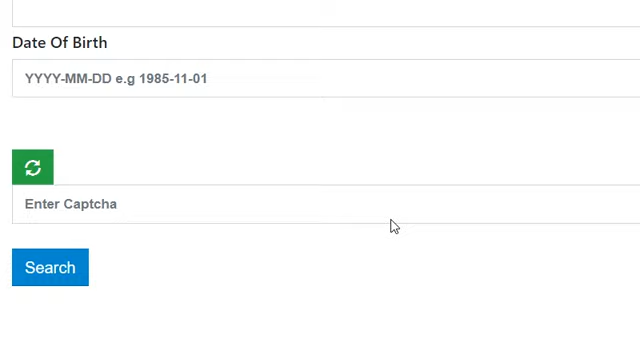 Date Of Birth
YYYY-MM-DD e.g 1985-11-01
Enter Captcha
Search